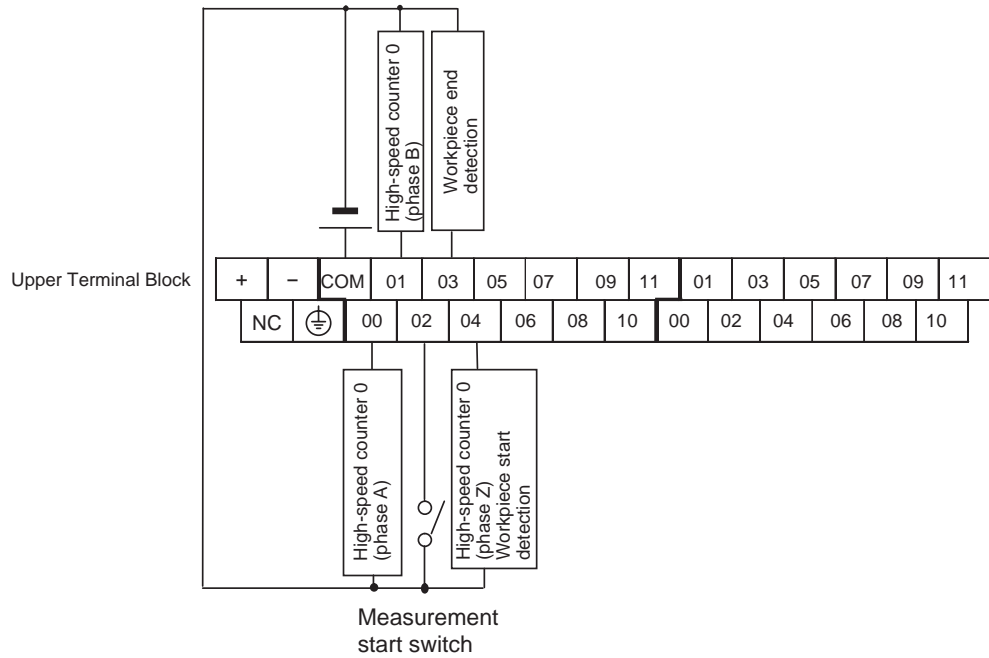 High-speed counter 0
(phase B)
Workpiece end
detection
Upper Terminal Block
+ − COM 01 03 05 07 09 11 01 03 05 07 09 11
NC 00 02 04 06 08 10 00 02 04 06 08 10
High-speed counter 0
(phase A)
High-speed counter 0
(phase Z)
Workpiece start
detection
Measurement
start switch